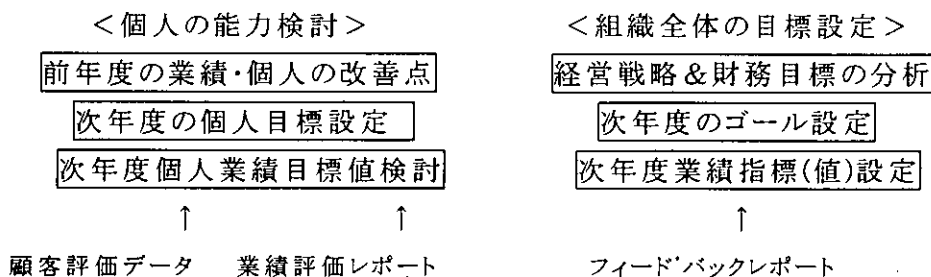 ＜個人の能力検討＞ ＜組織全体の目標設定＞
前年度の業績・個人の改善点 経営戦略＆財務目標の分析
次年度の個人目標設定 次年度のゴール設定
次年度個人業績目標値検討 次年度業績指標(値)設定
↑ ↑ ↑
顧客評価データ 業績評価レポート フィードバックレポート